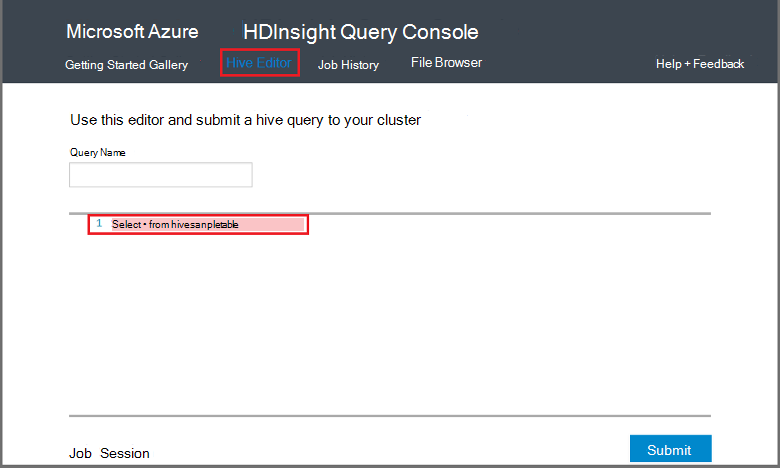 Microsoft Azure HDInsight Query Console
Getting Started Gallery Hive Editor Job History File Browser Help + Feedback
Use this editor and submit a hive query to your cluster
Query Name
1 Select • from hivesanpletable
Job Session Submit